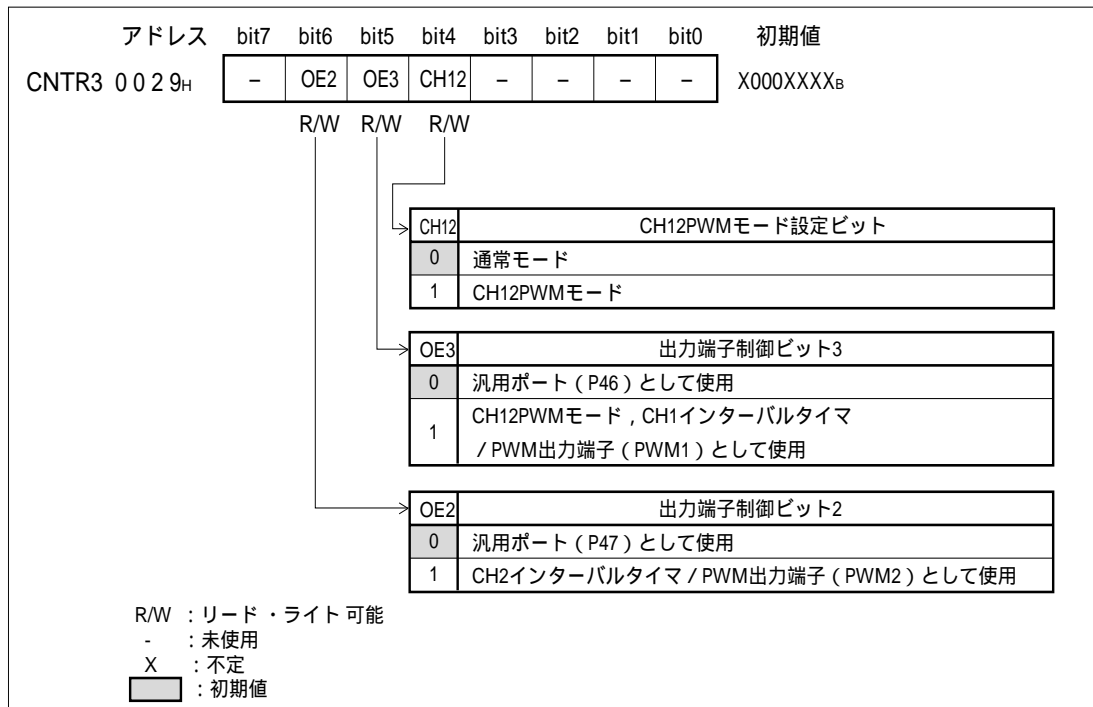 アドレス bit7 bit6 bit5 bit4 bit3 bit2 bit1 bit0 初期値
CNTR3 0029H - OE2 OE3 CH12 - - - - X000XXXXB
R/W R/W R/W
CH12 CH12PWMモード設定ビット
0 通常モード
1 CH12PWMモード
OE3 出力端子制御ビット3
0 汎用ポート(P46)として使用
1 CH12PWMモード,CH1インターバルタイマ
/PWM出力端子(PWM1)として使用
OE2 出力端子制御ビット2
0 汎用ポート(P47)として使用
1 CH2インターバルタイマ/PWM出力端子(PWM2)として使用
R/W :リード・ライト可能
- :未使用
X :不定
:初期値